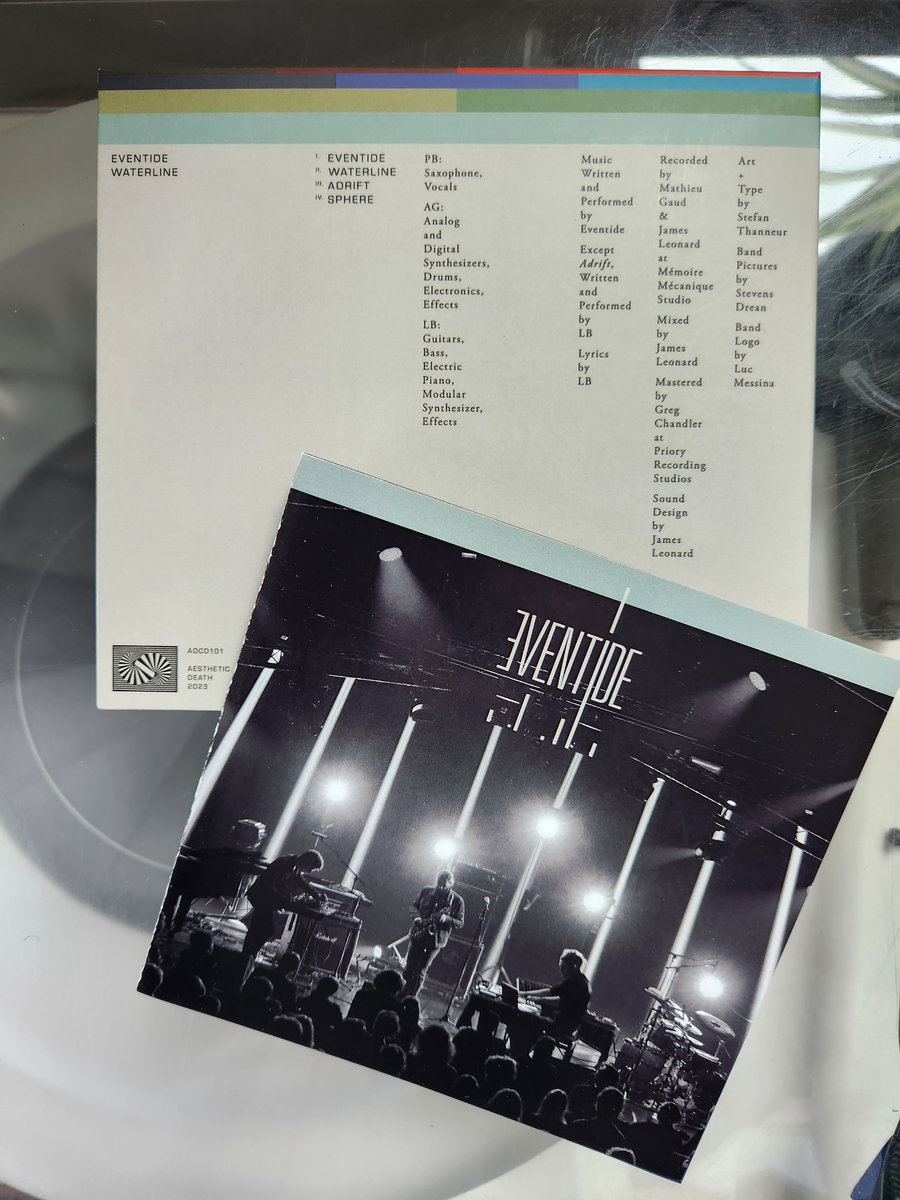 EVENTIDE
WATERLINE
I. EVENTIDE
II. WATERLINE
III. ADRIFT
IV. SPHERE
PB:
Saxophone,
Vocals
AG:
Analog
and
Digital
Synthesizers,
Drums,
Electronics,
Effects
LB:
Guitars,
Bass,
Electric
Piano,
Modular
Synthesizer,
Effects
Music
Written
and
Performed
by
Eventide
Except
Adrift,
Written
and
Performed
by
LB
Lyrics
by
LB
Recorded
by
Mathieu
Gaud
&
James
Leonard
at
Mémoire
Mécanique
Studio
Mixed
by
James
Leonard
Mastered
by
Greg
Chandler
at
Priory
Recording
Studios
Sound
Design
by
James
Leonard
Art
+
Type
by
Stefan
Thanneur
Band
Pictures
by
Stevens
Drean
Band
Logo
by
Luc
Messina
ADCD101
AESTHETIC
DEATH
2023
EVENTIDE